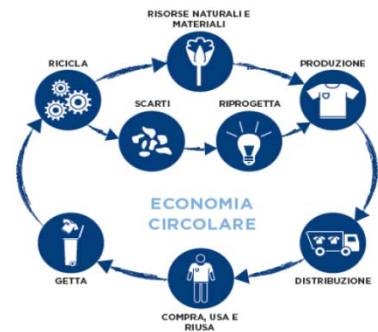 RISORSE NATURALI E
MATERIALI
RICICLA
PRODUZIONE
SCARTI
RIPROGETTA
ECONOMIA
CIRCOLARE
GETTA
DISTRIBUZIONE
COMPRA, USA E
RIUSA